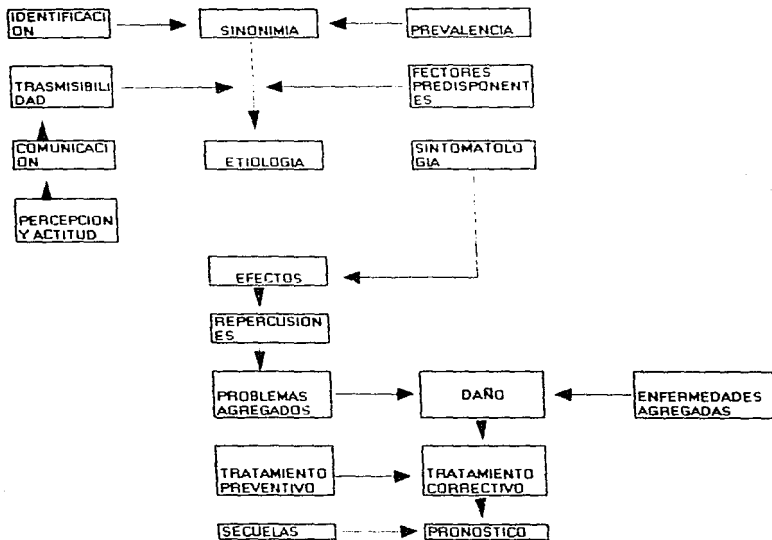 IDENTIFICACI
ON
SINONIMIA
PREVALENCIA
TRASMISIBILI
DAD
FECTORES
PREDISPONENT
ES
COMUNICACI
ON
ETIOLOGIA
SINTOMATOLO
GIA
PERCEPCION
Y ACTITUD
EFECTOS
REPERCUSION
ES
PROBLEMAS
AGREGADOS
DAÑO
ENFERMEDADES
AGREGADAS
TRATAMIENTO
PREVENTIVO
TRATAMIENTO
CORRECTIVO
SECUELAS
PRONOSTICO